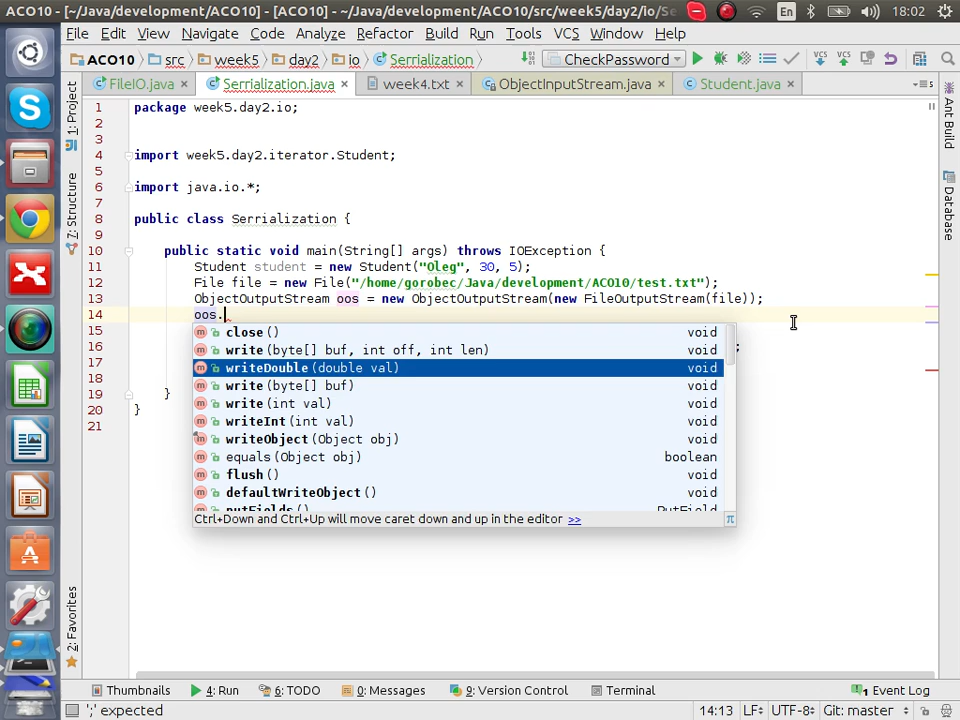 ACO10 - [~/Java/development/ACO10] - [ACO10] - ~/Java/development/ACO10/src/week5/day2/io/Se
En 18:02
File Edit View Navigate Code Analyze Refactor Build Run Tools VCS Window Help
ACO10 src week5 day2 io Serrialization CheckPassword VCS VCS
FileIO.java Serrialization.java week4.txt ObjectInputStream.java Student.java
1: Project
7: Structure
2: Favorites
Ant Build
Database
1 package week5.day2.io;
2
3
4 import week5.day2.iterator.Student;
5
6 import java.io.*;
7
8 public class Serrialization {
9
10 public static void main(String[] args) throws IOException {
11 Student student = new Student("Oleg", 30, 5);
12 File file = new File("/home/gorobec/Java/development/ACO10/test.txt");
13 ObjectOutputStream oos = new ObjectOutputStream(new FileOutputStream(file));
14 oos.
15
16 ;
17
18
19 }
20 }
21
close() void
write(byte[] buf, int off, int len) void
writeDouble(double val) void
write(byte[] buf) void
write(int val) void
writeInt(int val) void
writeObject(Object obj) void
equals(Object obj) boolean
flush() void
defaultWriteObject() void
putFields() PutField
Ctrl+Down and Ctrl+Up will move caret down and up in the editor >> π
Thumbnails 4: Run 6: TODO 0: Messages 9: Version Control Terminal 1 Event Log
';' expected 14:13 LF UTF-8 Git: master